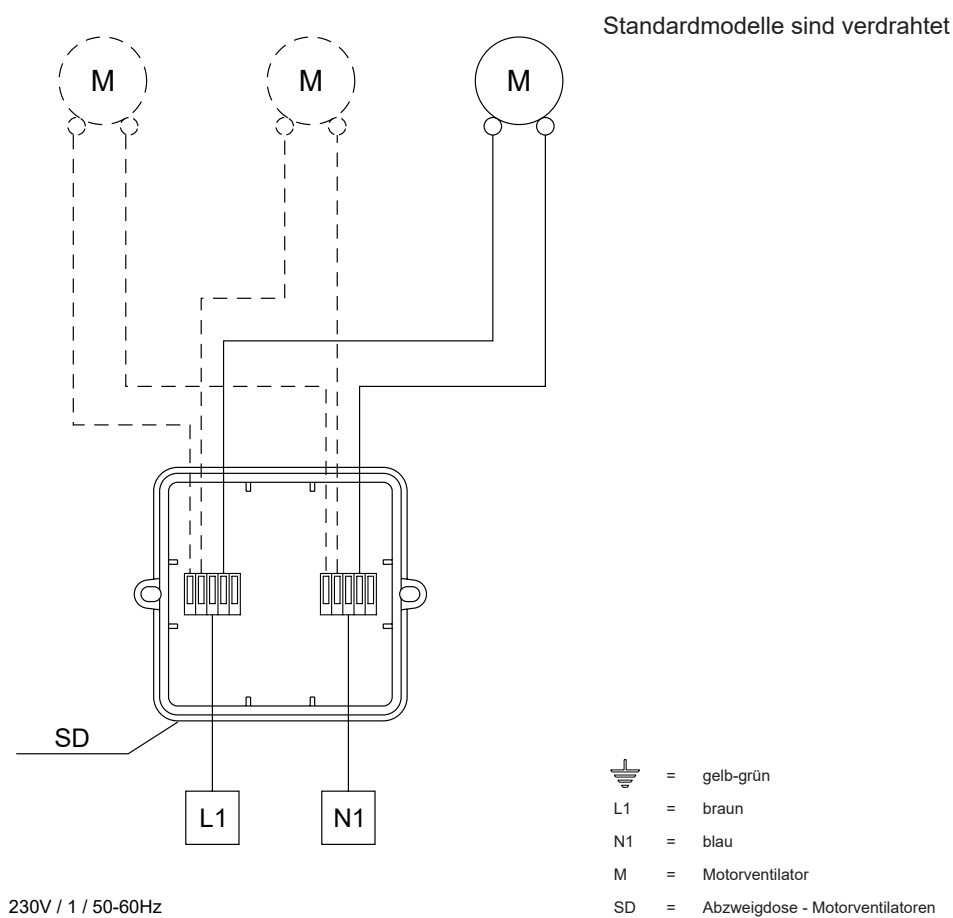 Standardmodelle sind verdrahtet
M M M
SD
L1 N1
= gelb-grün
L1 = braun
N1 = blau
M = Motorventilator
SD = Abzweigdose - Motorventilatoren
230V / 1 / 50-60Hz